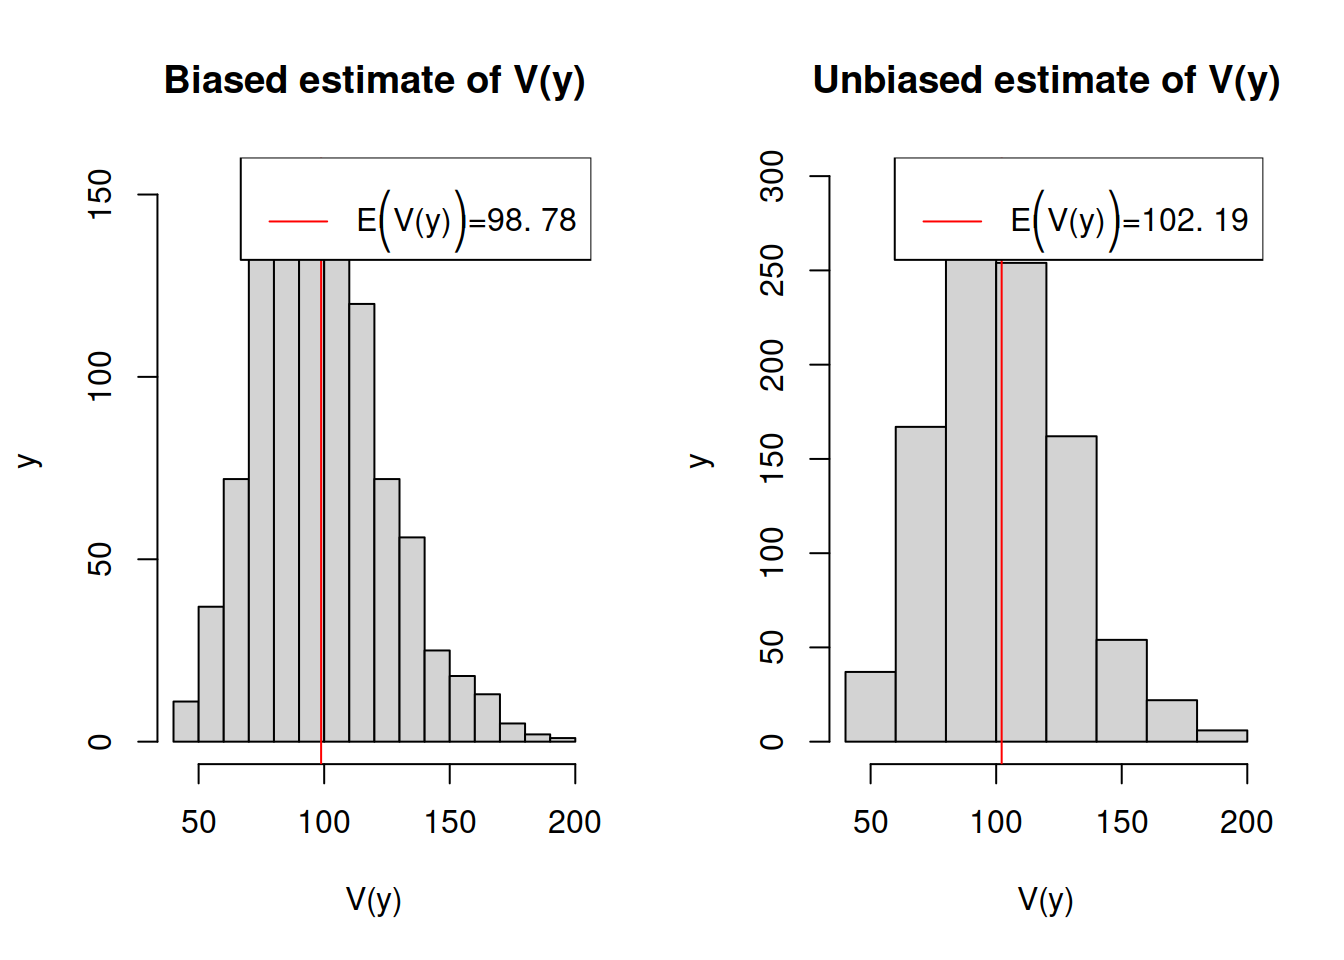 Biased estimate of V(y)
E(V(y))=98. 78
150
100
50
0
y
50 100 150 200
V(y)
Unbiased estimate of V(y)
E(V(y))=102. 19
300
250
200
150
100
50
0
y
50 100 150 200
V(y)